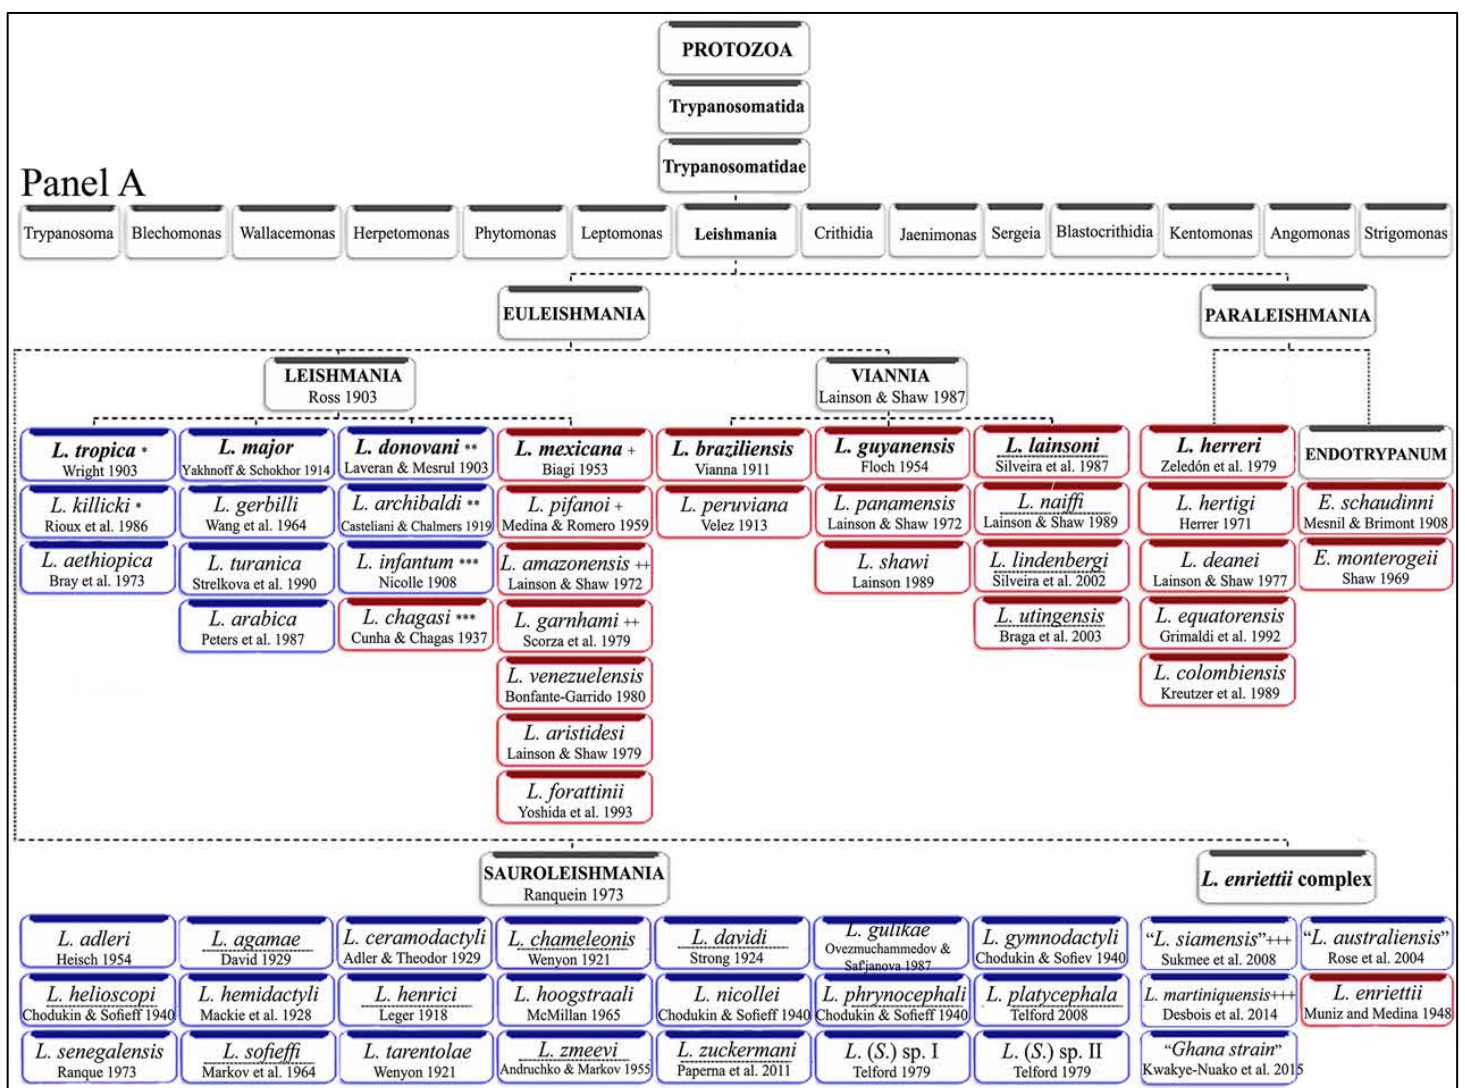 PROTOZOA
Trypanosomatida
Trypanosomatidae
Panel A
Trypanosoma Blechomonas Wallacemonas Herpetomonas Phytomonas Leptomonas Leishmania Crithidia Jaenimonas Sergeia Blastocrithidia Kentomonas Angomonas Strigomonas
EULEISHMANIA PARALEISHMANIA
LEISHMANIA VIANNIA
Ross 1903 Lainson & Shaw 1987
L. tropica * L. major L. donovani ** L. mexicana + L. braziliensis L. guyanensis L. lainsoni L. herreri ENDOTRYPANUM
Wright 1903 Yakhnoff & Schokhor 1914 Laveran & Mesrul 1903 Biagi 1953 Vianna 1911 Floch 1954 Silveira et al. 1987 Zeledón et al. 1979
L. killicki * L. gerbilli L. archibaldi ** L. pifanoi + L. peruviana L. panamensis L. naiffi L. hertigi E. schaudinni
Rioux et al. 1986 Wang et al. 1964 Casteliani & Chalmers 1919 Medina & Romero 1959 Velez 1913 Lainson & Shaw 1972 Lainson & Shaw 1989 Herrer 1971 Mesnil & Brimont 1908
L. aethiopica L. turanica L. infantum *** L. amazonensis ++ L. shawi L. lindenbergi L. deanei E. monterogeii
Bray et al. 1973 Strelkova et al. 1990 Nicolle 1908 Lainson & Shaw 1972 Lainson 1989 Silveira et al. 2002 Lainson & Shaw 1977 Shaw 1969
L. arabica L. chagasi *** L. garnhami ++ L. utingensis L. equatorensis
Peters et al. 1987 Cunha & Chagas 1937 Scorza et al. 1979 Braga et al. 2003 Grimaldi et al. 1992
L. venezuelensis L. colombiensis
Bonfante-Garrido 1980 Kreutzer et al. 1989
L. aristidesi
Lainson & Shaw 1979
L. forattinii
Yoshida et al. 1993
SAUROLEISHMANIA L. enriettii complex
Ranquein 1973
L. adleri L. agamae L. ceramodactyli L. chameleonis L. davidi L. gulikae L. gymnodactyli “L. siamensis”+++ “L. australiensis”
Heisch 1954 David 1929 Adler & Theodor 1929 Wenyon 1921 Strong 1924 Ovezmuchammedov & Saf'janova 1987 Chodukin & Sofiev 1940 Sukmee et al. 2008 Rose et al. 2004
L. helioscopi L. hemidactyli L. henrici L. hoogstraali L. nicollei L. phrynocephali L. platycephala L. martiniquensis+++ L. enriettii
Chodukin & Sofieff 1940 Mackie et al. 1928 Leger 1918 McMillan 1965 Chodukin & Sofieff 1940 Chodukin & Sofieff 1940 Telford 2008 Desbois et al. 2014 Muniz and Medina 1948
L. senegalensis L. sofieffi L. tarentolae L. zmeevi L. zuckermani L. (S.) sp. I L. (S.) sp. II “Ghana strain”
Ranque 1973 Markov et al. 1964 Wenyon 1921 Andruchko & Markov 1955 Paperna et al. 2011 Telford 1979 Telford 1979 Kwakye-Nuako et al. 2015